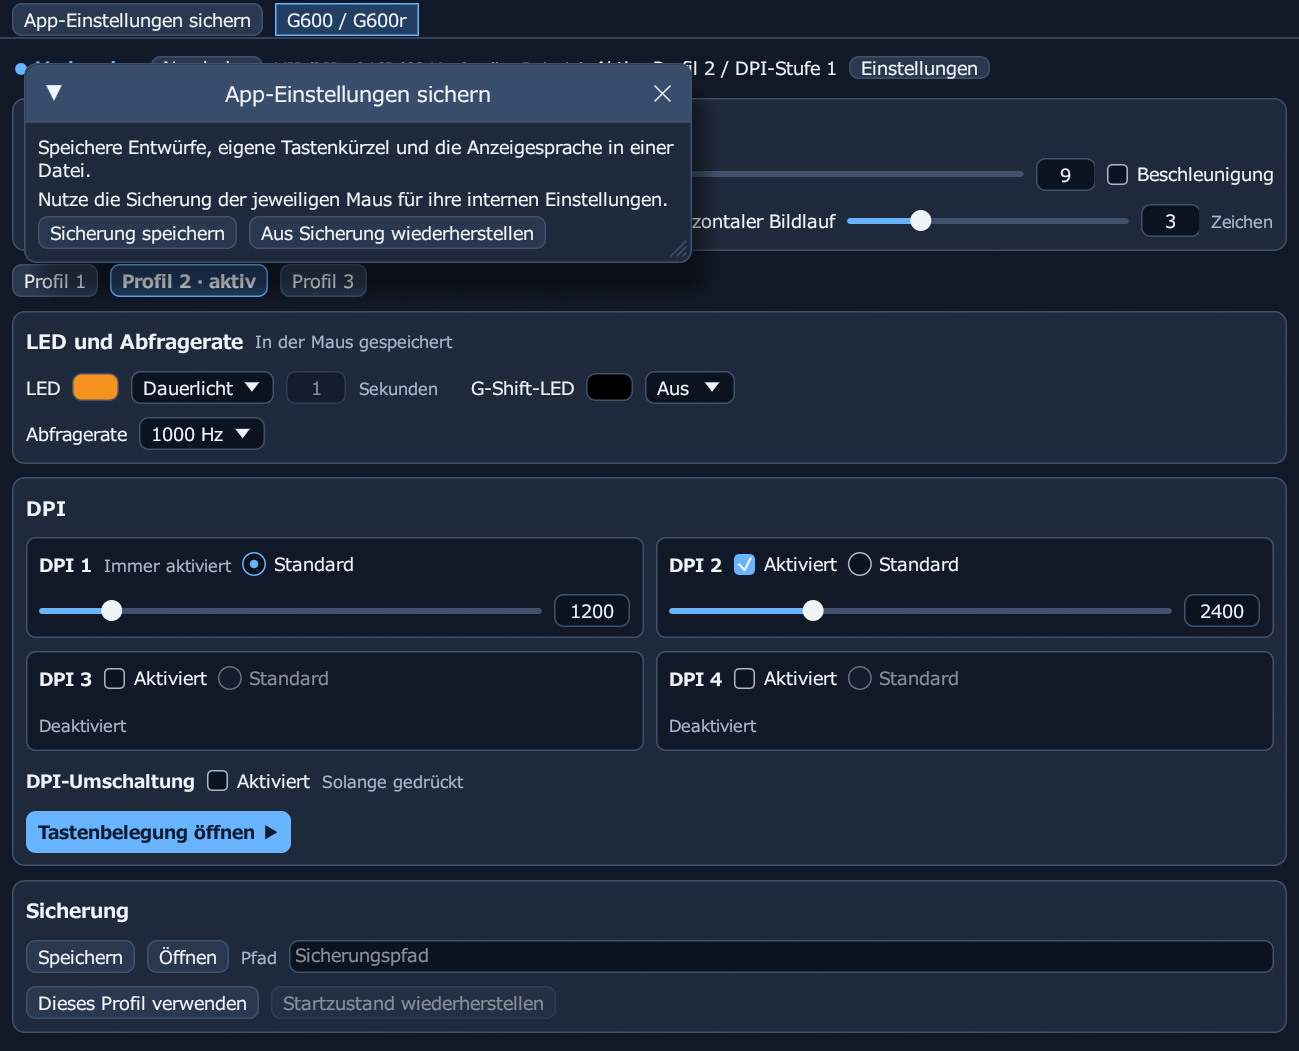 App-Einstellungen sichern
G600 / G600r
Profil 2 / DPI-Stufe 1
Einstellungen
App-Einstellungen sichern
Speichere Entwürfe, eigene Tastenkürzel und die Anzeigesprache in einer
Datei.
Nutze die Sicherung der jeweiligen Maus für ihre internen Einstellungen.
Sicherung speichern
Aus Sicherung wiederherstellen
9
Beschleunigung
zontaler Bildlauf
3
Zeichen
Profil 1
Profil 2 · aktiv
Profil 3
LED und Abfragerate In der Maus gespeichert
LED
Dauerlicht
1
Sekunden
G-Shift-LED
Aus
Abfragerate
1000 Hz
DPI
DPI 1 Immer aktiviert Standard
1200
DPI 2 Aktiviert Standard
2400
DPI 3 Aktiviert Standard
Deaktiviert
DPI 4 Aktiviert Standard
Deaktiviert
DPI-Umschaltung Aktiviert Solange gedrückt
Tastenbelegung öffnen
Sicherung
Speichern
Öffnen
Pfad
Sicherungspfad
Dieses Profil verwenden
Startzustand wiederherstellen